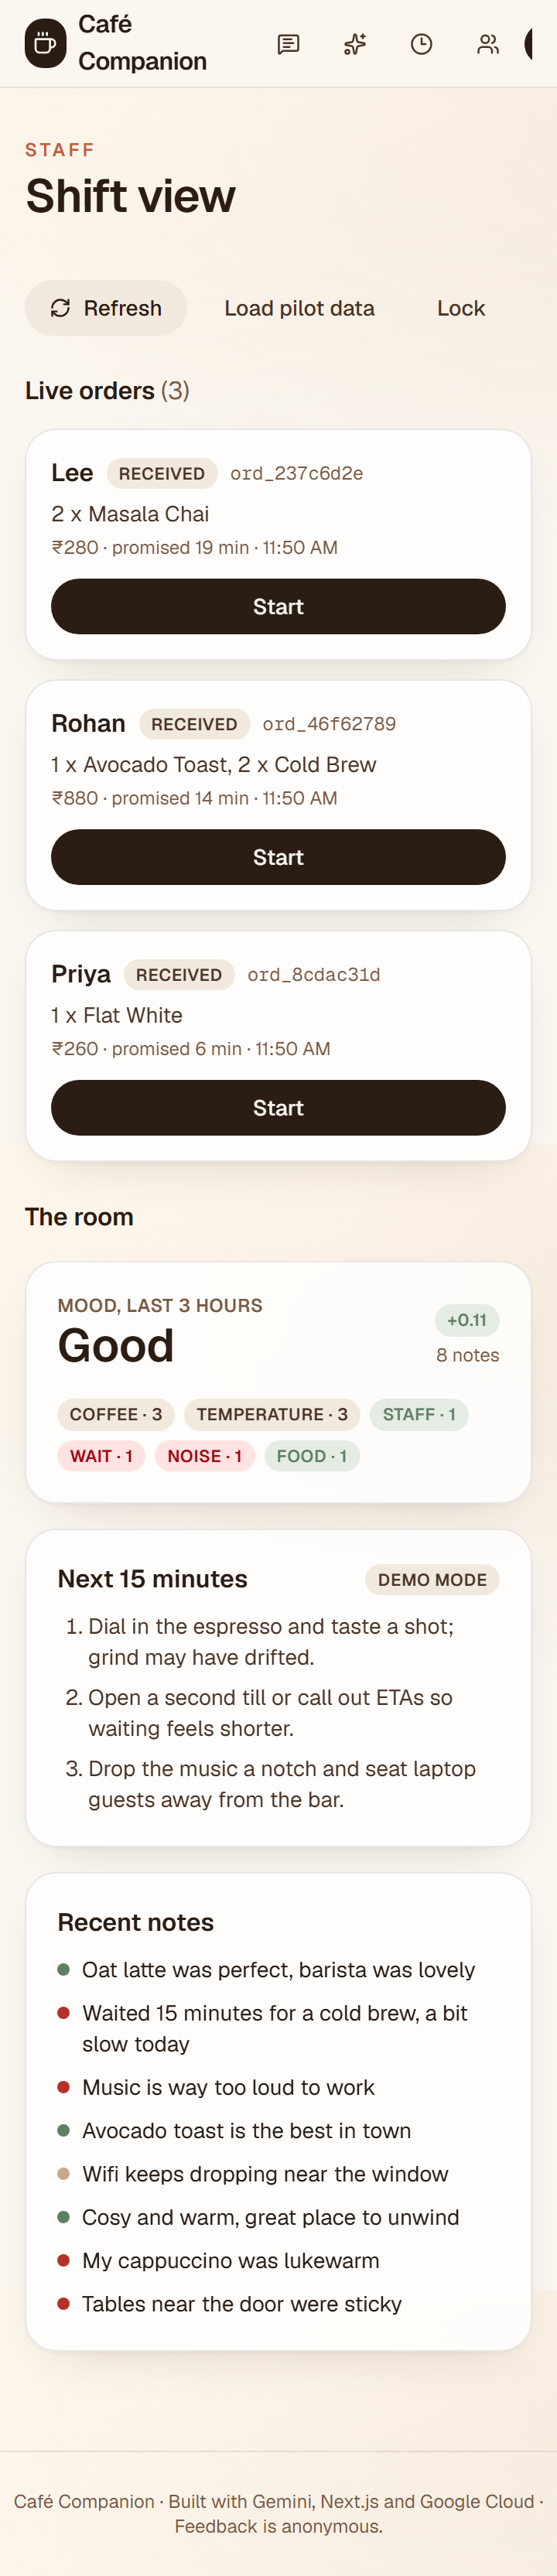 Café
Companion
STAFF
Shift view
Refresh Load pilot data Lock
Live orders (3)
Lee RECEIVED ord_237c6d2e
2 x Masala Chai
₹280 · promised 19 min · 11:50 AM
Start
Rohan RECEIVED ord_46f62789
1 x Avocado Toast, 2 x Cold Brew
₹880 · promised 14 min · 11:50 AM
Start
Priya RECEIVED ord_8cdac31d
1 x Flat White
₹260 · promised 6 min · 11:50 AM
Start
The room
MOOD, LAST 3 HOURS
Good
+0.11
8 notes
COFFEE · 3 TEMPERATURE · 3 STAFF · 1
WAIT · 1 NOISE · 1 FOOD · 1
Next 15 minutes DEMO MODE
1. Dial in the espresso and taste a shot;
grind may have drifted.
2. Open a second till or call out ETAs so
waiting feels shorter.
3. Drop the music a notch and seat laptop
guests away from the bar.
Recent notes
Oat latte was perfect, barista was lovely
Waited 15 minutes for a cold brew, a bit
slow today
Music is way too loud to work
Avocado toast is the best in town
Wifi keeps dropping near the window
Cosy and warm, great place to unwind
My cappuccino was lukewarm
Tables near the door were sticky
Café Companion · Built with Gemini, Next.js and Google Cloud ·
Feedback is anonymous.